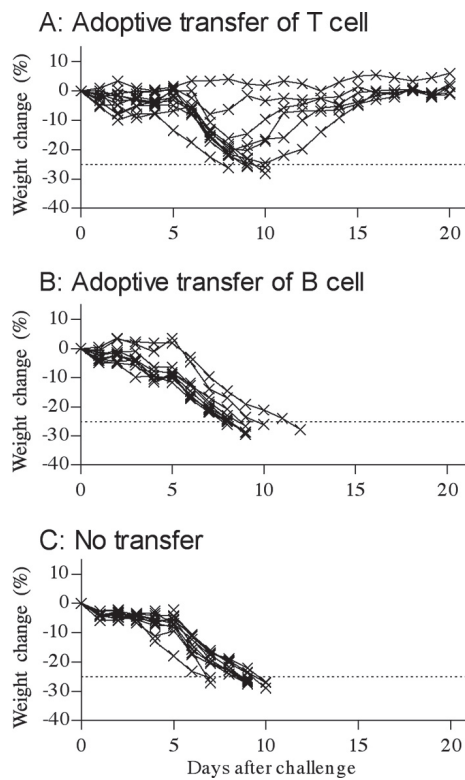 A: Adoptive transfer of T cell
Weight change (%)
10
0
-10
-20
-30
-40
0 5 10 15 20
B: Adoptive transfer of B cell
Weight change (%)
10
0
-10
-20
-30
-40
0 5 10 15 20
C: No transfer
Weight change (%)
10
0
-10
-20
-30
-40
0 5 10 15 20
Days after challenge